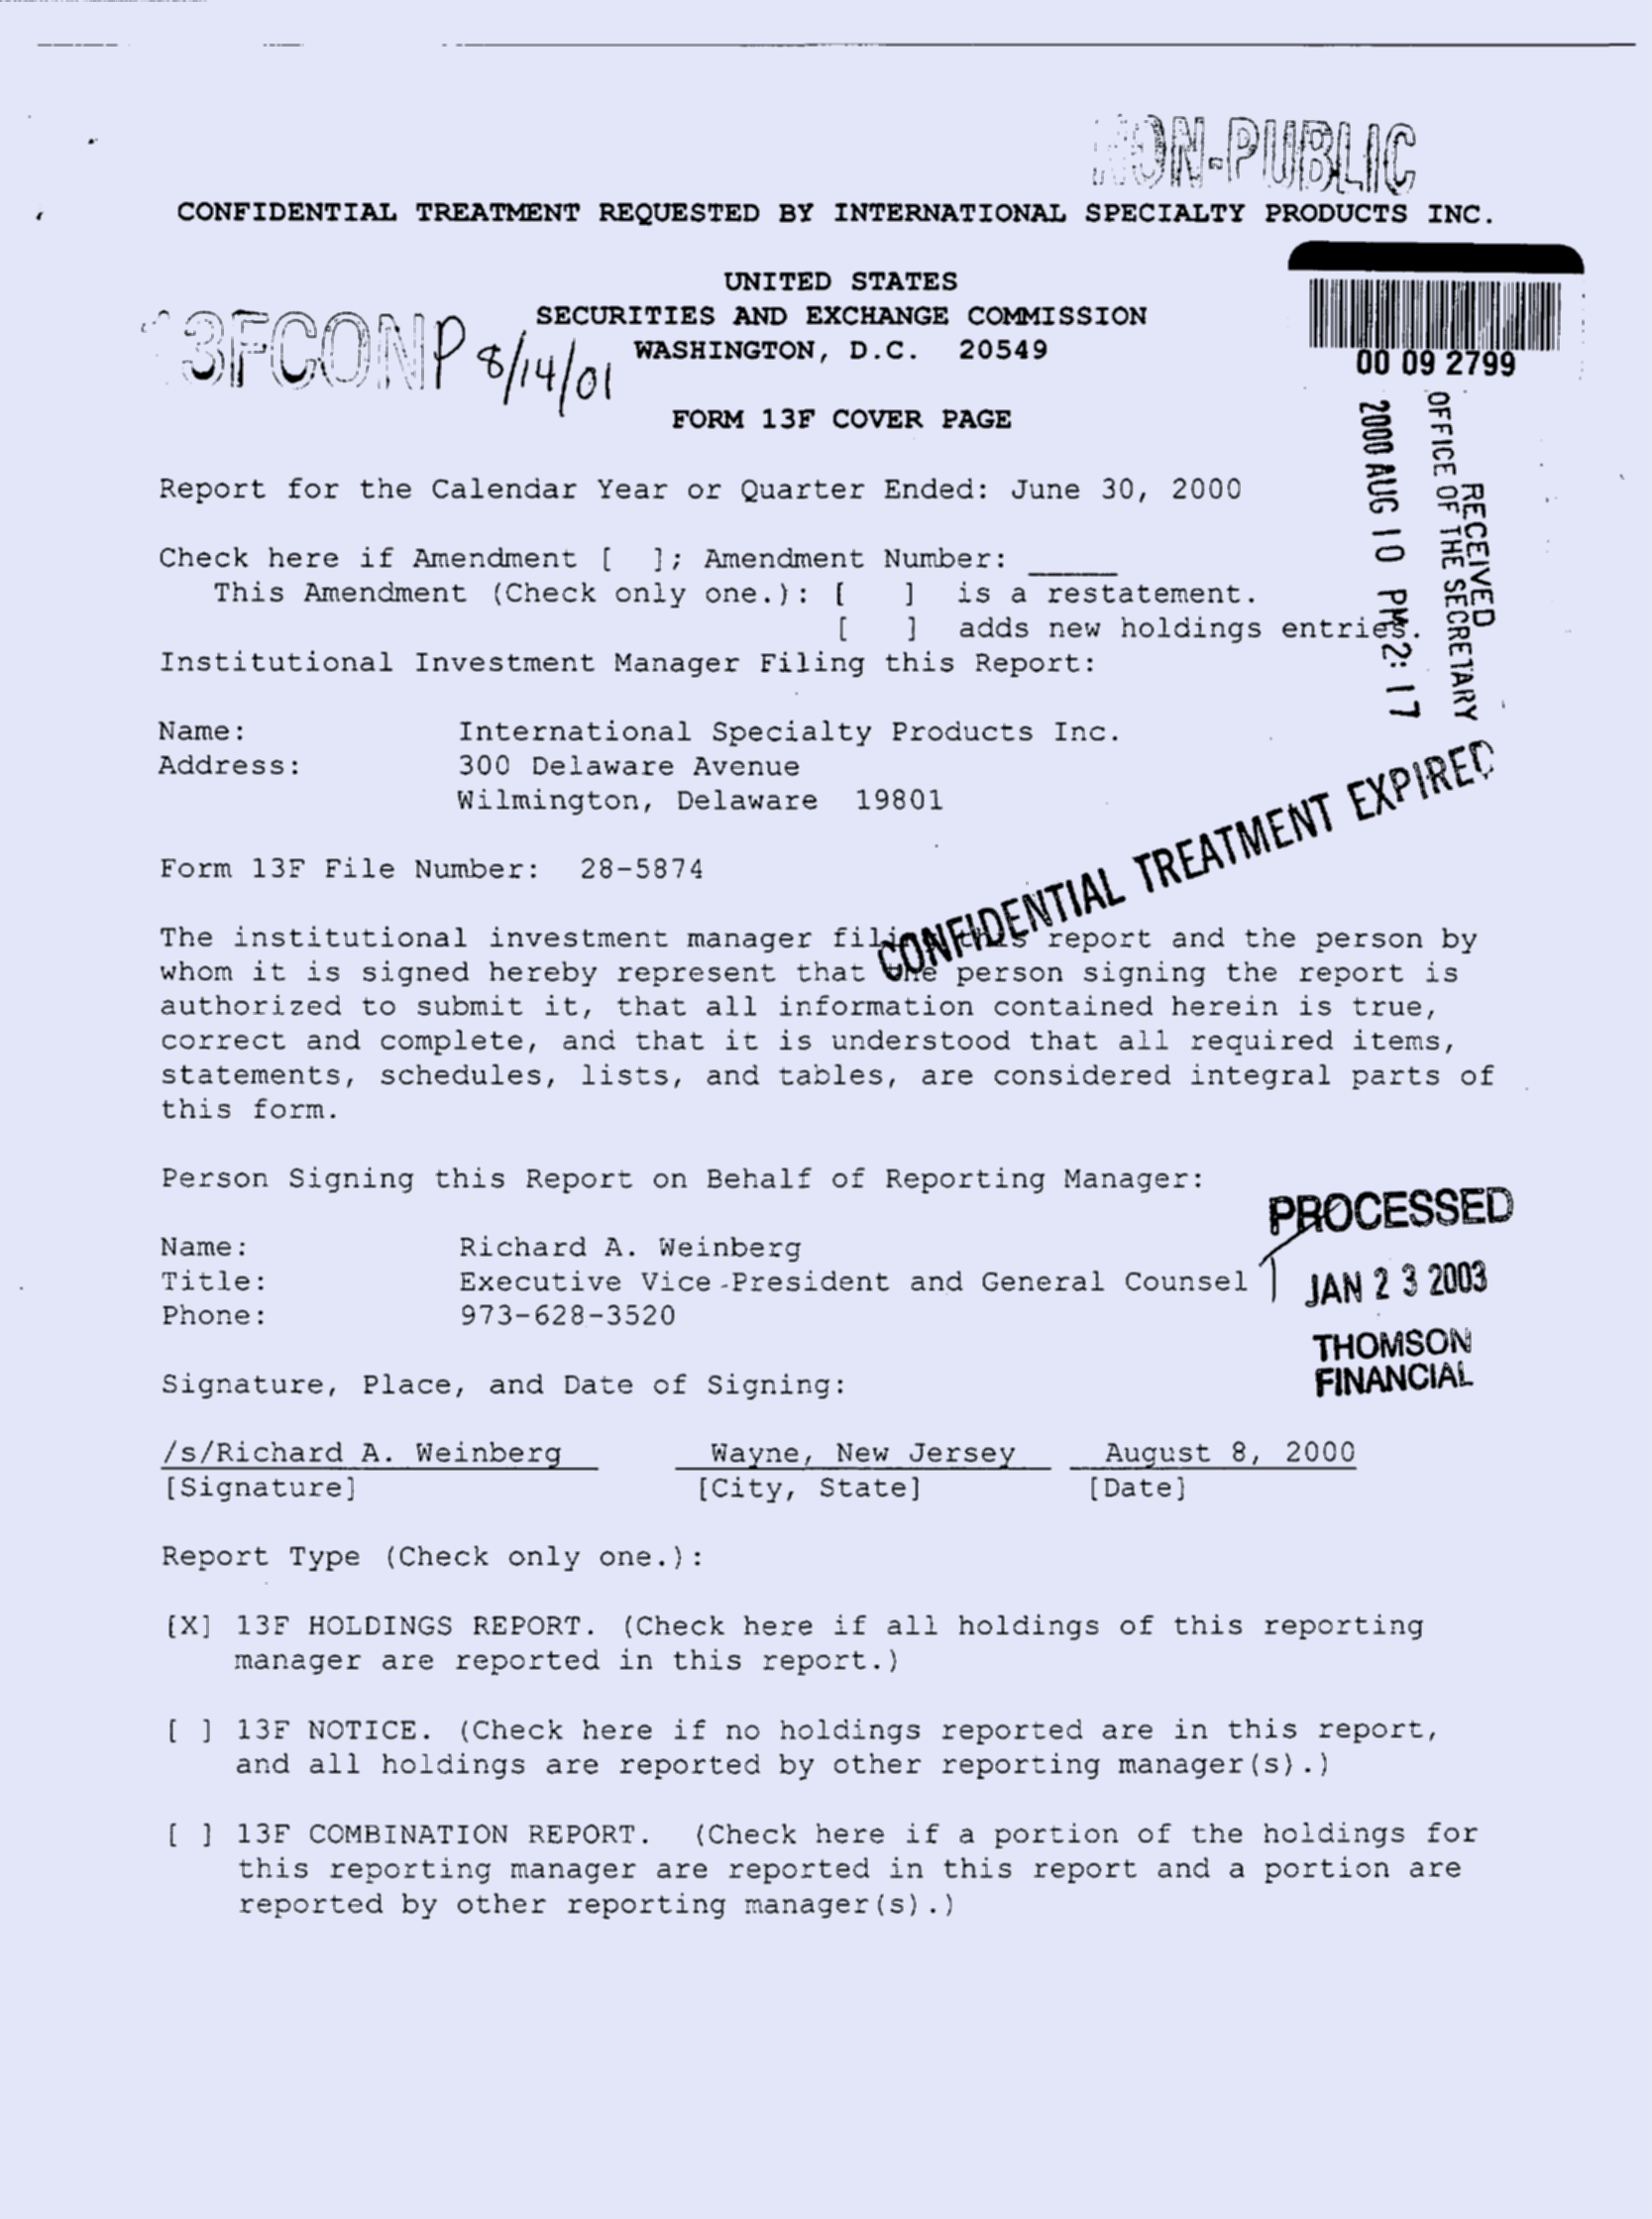 NON-PUBLIC
CONFIDENTIAL TREATMENT REQUESTED BY INTERNATIONAL SPECIALTY PRODUCTS INC.
UNITED STATES
SECURITIES AND EXCHANGE COMMISSION
WASHINGTON, D.C. 20549
13FCONP 8/14/01
00 09 2799
FORM 13F COVER PAGE
RECEIVED
OFFICE OF THE SECRETARY
2000 AUG 10 PM 2:17
Report for the Calendar Year or Quarter Ended: June 30, 2000
Check here if Amendment [ ]; Amendment Number: _____
This Amendment (Check only one.): [ ] is a restatement.
[ ] adds new holdings entries.
Institutional Investment Manager Filing this Report:
Name: International Specialty Products Inc.
Address: 300 Delaware Avenue
Wilmington, Delaware 19801
CONFIDENTIAL TREATMENT EXPIRED
Form 13F File Number: 28-5874
The institutional investment manager filing this report and the person by
whom it is signed hereby represent that the person signing the report is
authorized to submit it, that all information contained herein is true,
correct and complete, and that it is understood that all required items,
statements, schedules, lists, and tables, are considered integral parts of
this form.
Person Signing this Report on Behalf of Reporting Manager:
PROCESSED
JAN 23 2003
THOMSON
FINANCIAL
Name: Richard A. Weinberg
Title: Executive Vice-President and General Counsel
Phone: 973-628-3520
Signature, Place, and Date of Signing:
/s/Richard A. Weinberg Wayne, New Jersey August 8, 2000
[Signature] [City, State] [Date]
Report Type (Check only one.):
[X] 13F HOLDINGS REPORT. (Check here if all holdings of this reporting
manager are reported in this report.)
[ ] 13F NOTICE. (Check here if no holdings reported are in this report,
and all holdings are reported by other reporting manager(s).)
[ ] 13F COMBINATION REPORT. (Check here if a portion of the holdings for
this reporting manager are reported in this report and a portion are
reported by other reporting manager(s).)